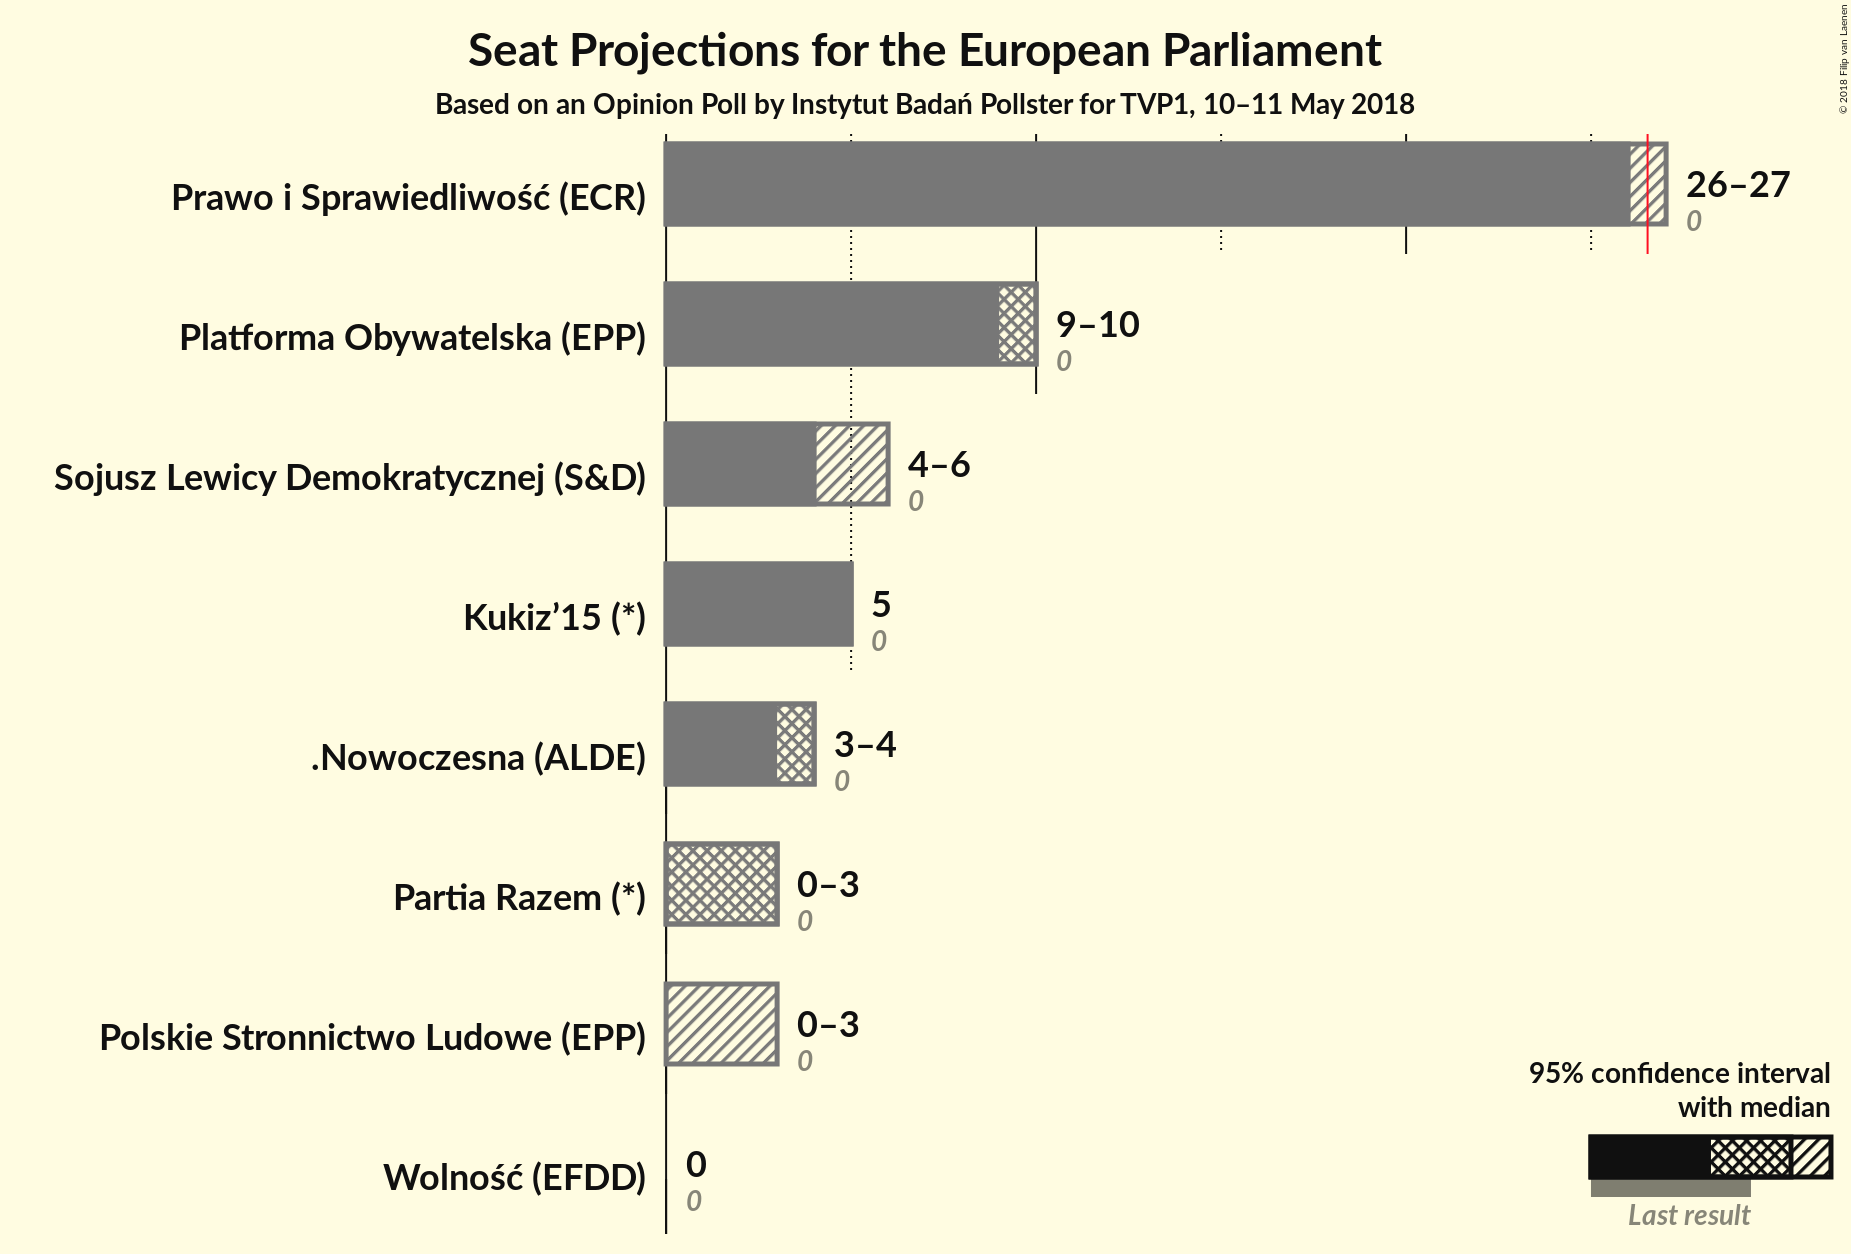 Seat Projections for the European Parliament
Based on an Opinion Poll by Instytut Badań Pollster for TVP1, 10–11 May 2018
© 2018 Filip van Laenen
Prawo i Sprawiedliwość (ECR)
26–27
0
Platforma Obywatelska (EPP)
9–10
0
Sojusz Lewicy Demokratycznej (S&D)
4–6
0
Kukiz’15 (*)
5
0
.Nowoczesna (ALDE)
3–4
0
Partia Razem (*)
0–3
0
Polskie Stronnictwo Ludowe (EPP)
0–3
0
Wolność (EFDD)
0
0
95% confidence interval
with median
Last result